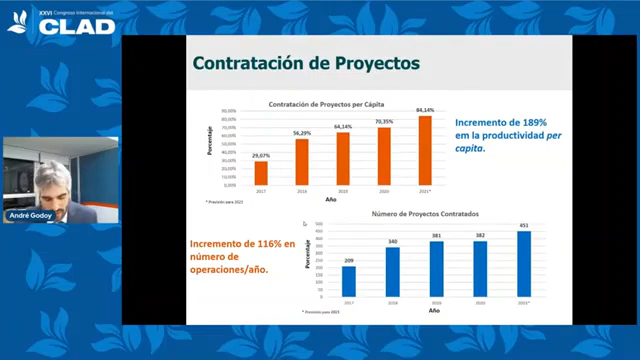 XXVI Congreso Internacional del
CLAD
Contratación de Proyectos
Contratación de Proyectos per Cápita
90,00%
80,00%
70,00%
60,00%
50,00%
40,00%
30,00%
20,00%
10,00%
0,00%
Porcentaje
29,07%
56,29%
64,14%
70,35%
84,14%
2017
2018
2019
2020
2021*
Año
* Previsión para 2021
Incremento de 189%
em la productividad per
capita.
André Godoy
Incremento de 116% en
número de
operaciones/año.
Número de Proyectos Contratados
500
450
400
350
300
250
200
150
100
50
0
Porcentaje
209
340
381
382
451
2017
2018
2019
2020
2021*
Año
* Previsión para 2021